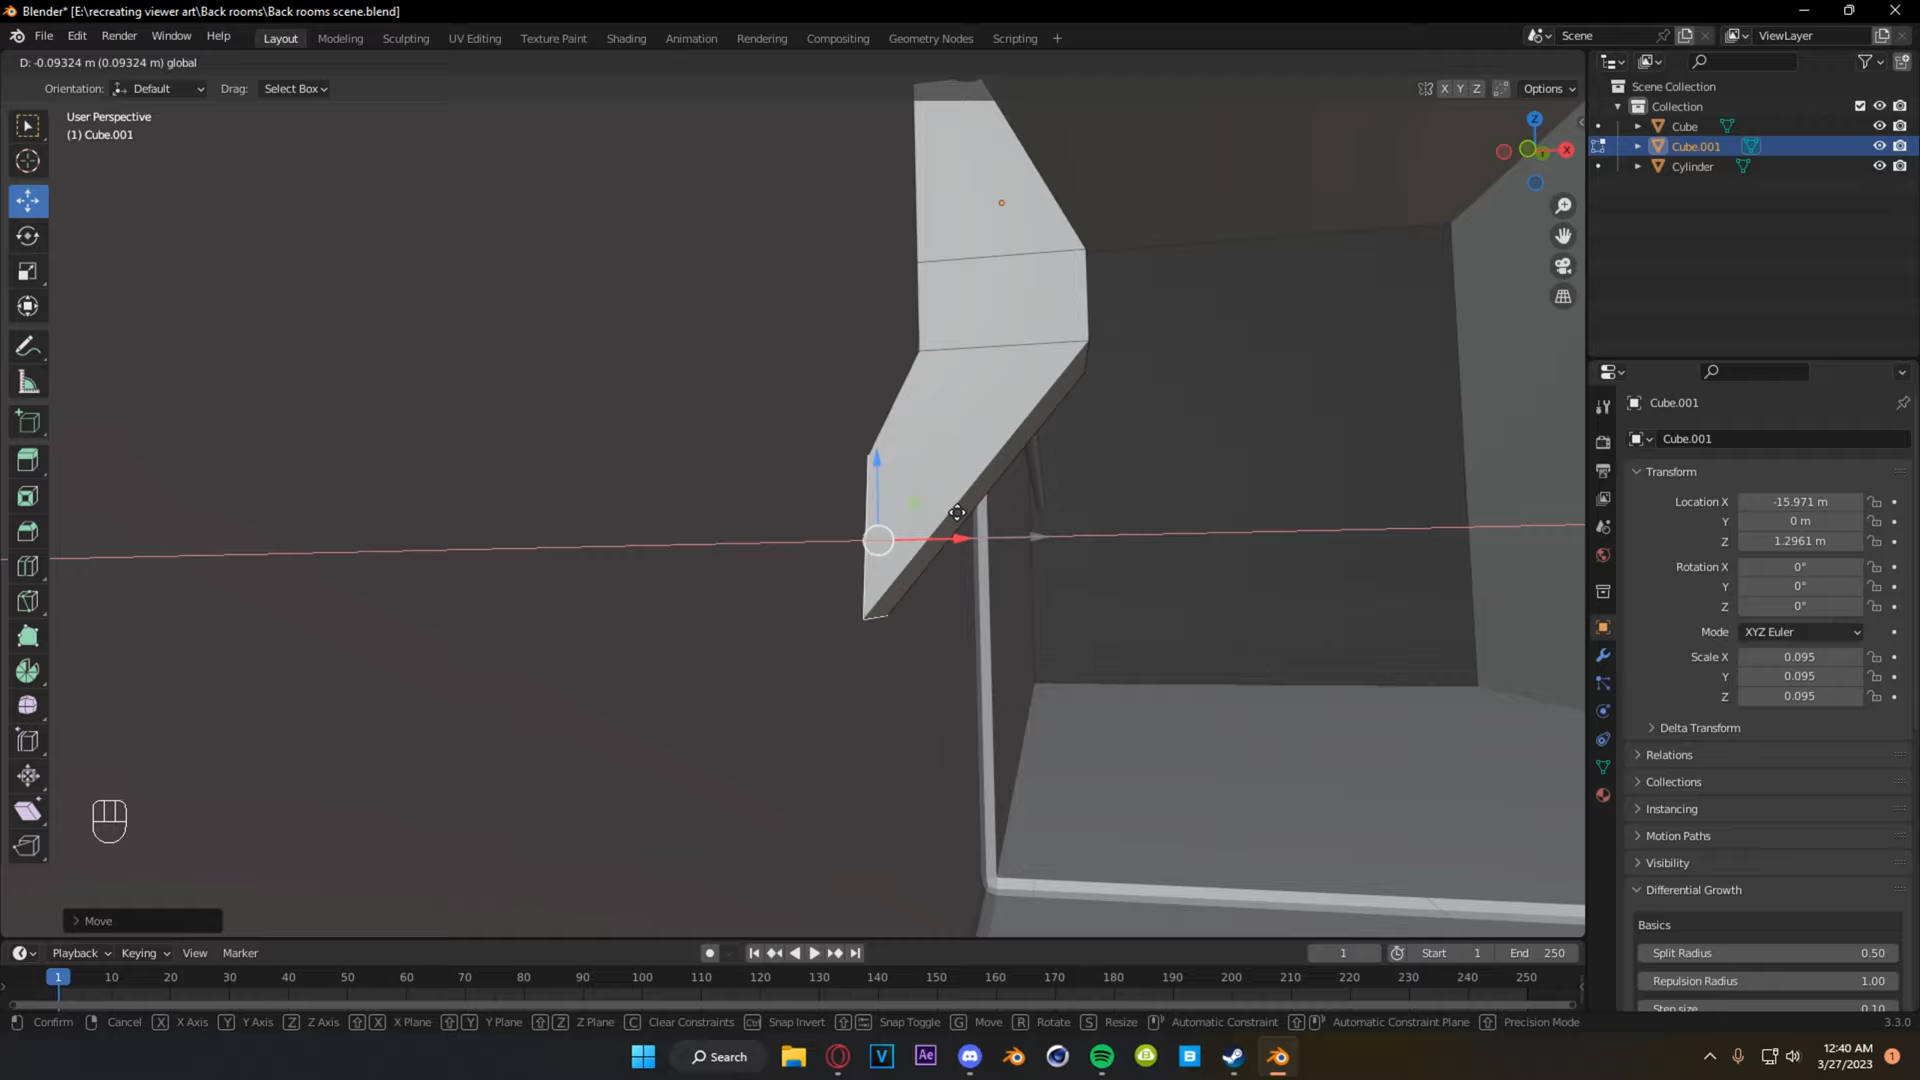 Blender* [E:\recreating viewer art\Back rooms\Back rooms scene.blend]
File Edit Render Window Help
Layout Modeling Sculpting UV Editing Texture Paint Shading Animation Rendering Compositing Geometry Nodes Scripting +
Scene ViewLayer
D: -0.09324 m (0.09324 m) global
Orientation: Default Drag: Select Box
X Y Z Options
User Perspective
(1) Cube.001
Z
X
Scene Collection
Collection
Cube
Cube.001
Cylinder
Cube.001
Cube.001
Transform
Location X -15.971 m
Y 0 m
Z 1.2961 m
Rotation X 0°
Y 0°
Z 0°
Mode XYZ Euler
Scale X 0.095
Y 0.095
Z 0.095
Delta Transform
Relations
Collections
Instancing
Motion Paths
Visibility
Differential Growth
Basics
Split Radius 0.50
Repulsion Radius 1.00
Step size 0.10
Move
Playback Keying View Marker
1 Start 1 End 250
1 10 20 30 40 50 60 70 80 90 100 110 120 130 140 150 160 170 180 190 200 210 220 230 240 250
Confirm Cancel X X Axis Y Y Axis Z Z Axis X X Plane Y Y Plane Z Z Plane C Clear Constraints Ctrl Snap Invert Snap Toggle G Move R Rotate S Resize Automatic Constraint Automatic Constraint Plane Precision Mode
3.3.0
Search
V Ae B
12:40 AM
3/27/2023
1